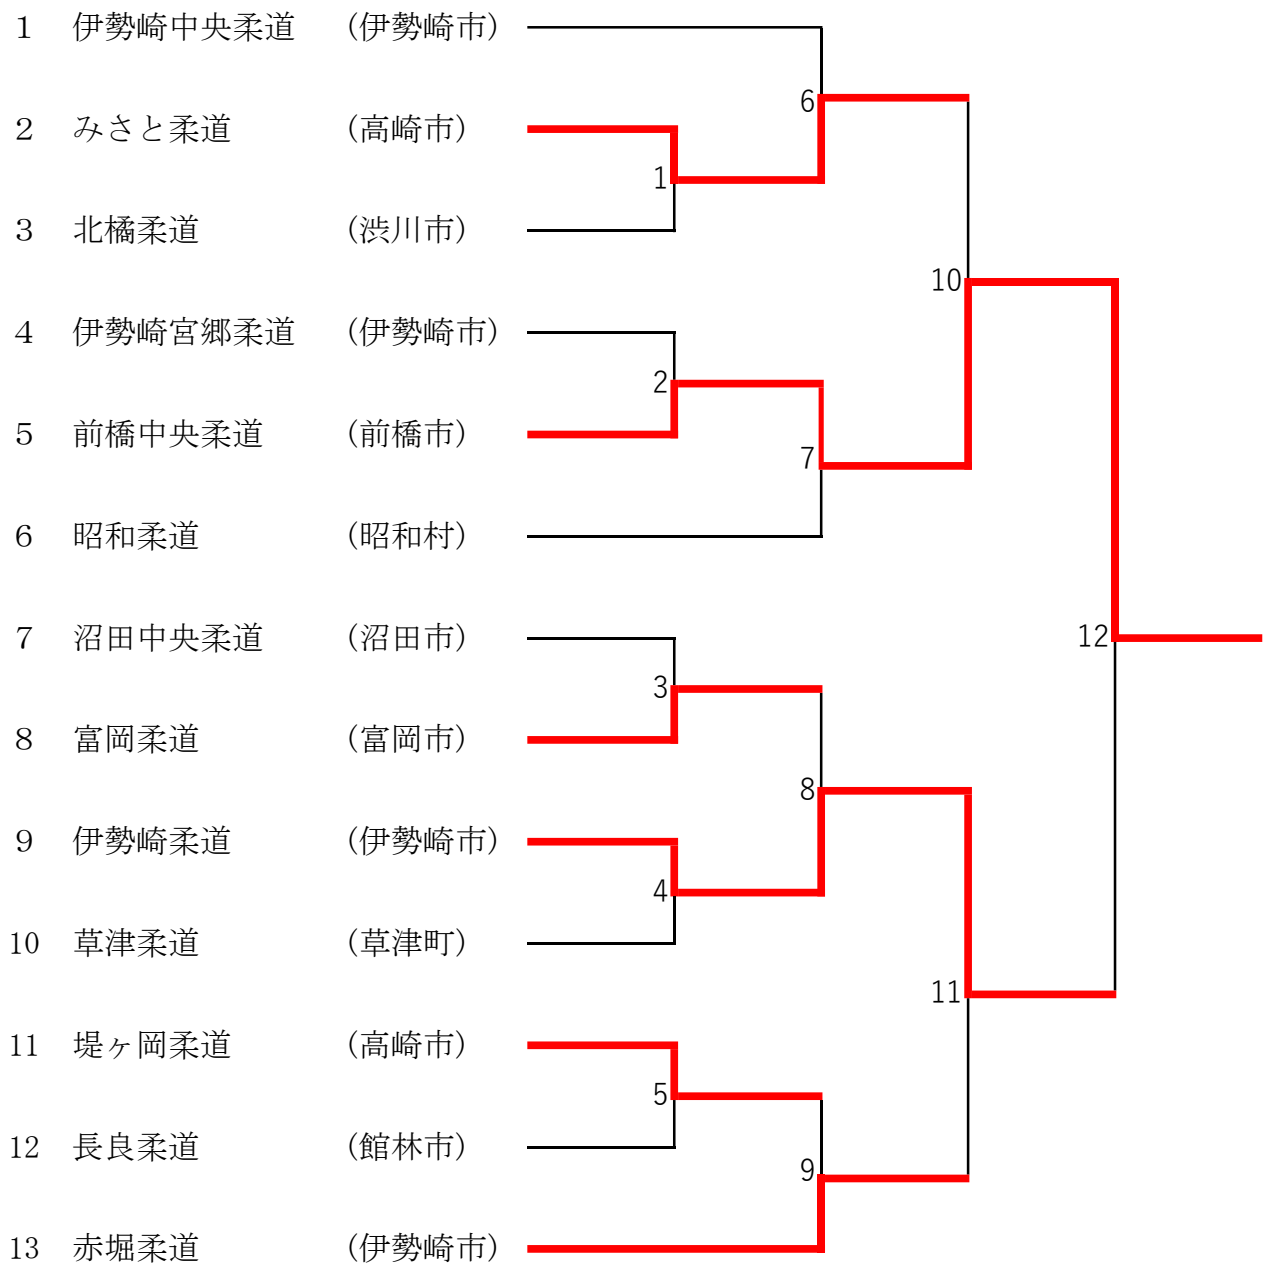 1 伊勢崎中央柔道 (伊勢崎市)
6
2 みさと柔道 (高崎市)
1
3 北橘柔道 (渋川市)
10
4 伊勢崎宮郷柔道 (伊勢崎市)
2
5 前橋中央柔道 (前橋市)
7
6 昭和柔道 (昭和村)
7 沼田中央柔道 (沼田市) 12
3
8 富岡柔道 (富岡市)
8
9 伊勢崎柔道 (伊勢崎市)
4
10 草津柔道 (草津町)
11
11 堤ヶ岡柔道 (高崎市)
5
12 長良柔道 (館林市)
9
13 赤堀柔道 (伊勢崎市)